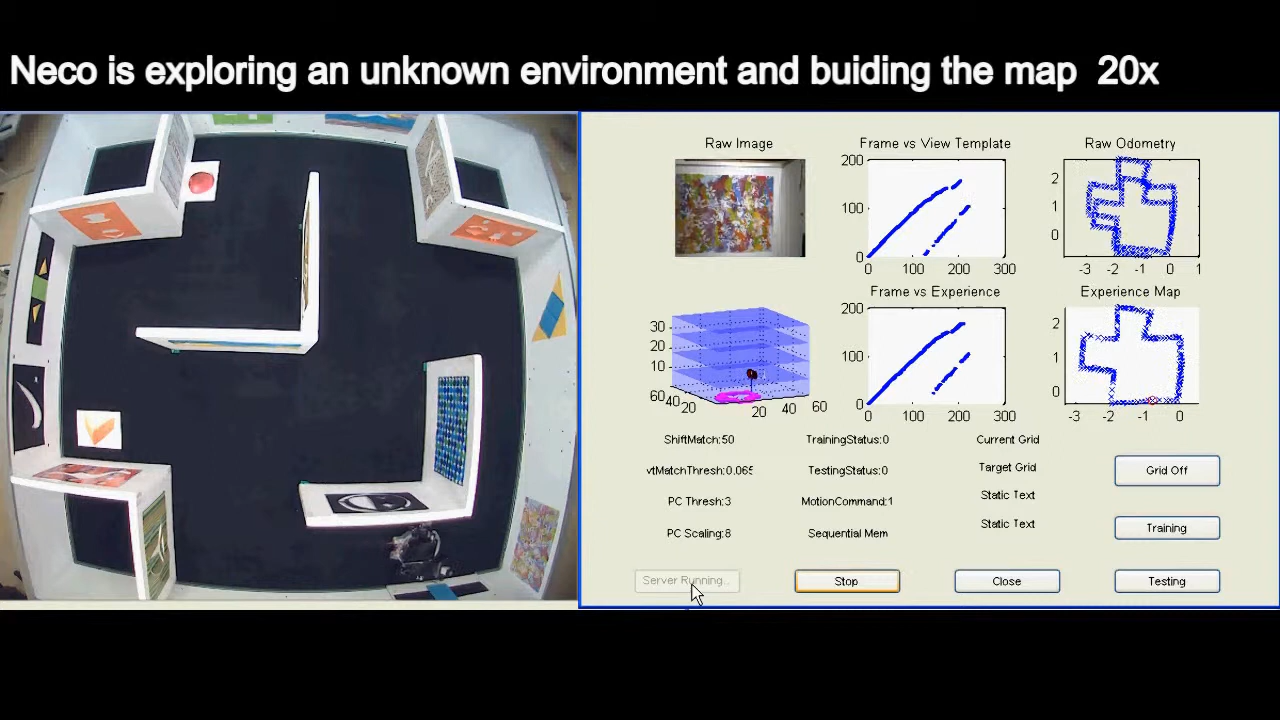 Neco is exploring an unknown environment and buiding the map 20x
Raw Image
Frame vs View Template
Raw Odometry
200
100
0
0 100 200 300
2
1
0
-3 -2 -1 0 1
Frame vs Experience
Experience Map
30
20
10
60 40 20
20 40 60
200
100
0
0 100 200 300
2
1
0
-3 -2 -1 0
ShiftMatch:50
TrainingStatus:0
Current Grid
vtMatchThresh:0.065
TestingStatus:0
Target Grid
Grid Off
PC Thresh:3
MotionCommand:1
Static Text
PC Scaling:8
Sequential Mem
Static Text
Training
Server Running...
Stop
Close
Testing